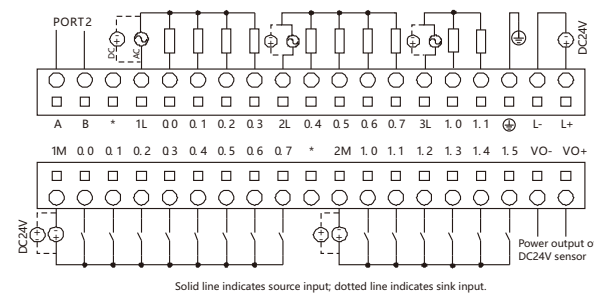 PORT2
DC
AC
DC24V
A B * 1L 0.0 0.1 0.2 0.3 2L 0.4 0.5 0.6 0.7 3L 1.0 1.1 L- L+
1M 0.0 0.1 0.2 0.3 0.4 0.5 0.6 0.7 * 2M 1.0 1.1 1.2 1.3 1.4 1.5 VO- VO+
DC24V
DC24V
Power output o
DC24V sensor
Solid line indicates source input; dotted line indicates sink input.